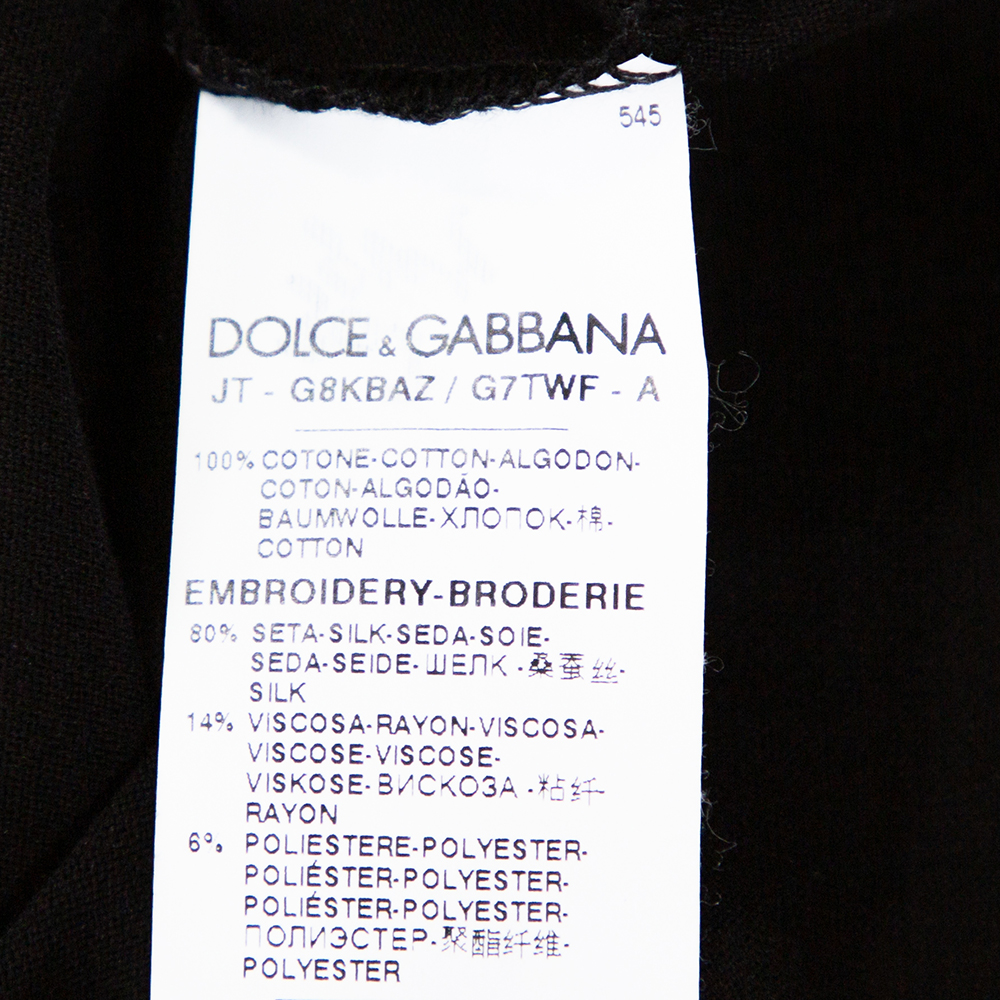 545
DOLCE & GABBANA
JT - G8KBAZ / G7TWF - A
100% COTONE-COTTON-ALGODON-
COTON-ALGODÃO-
BAUMWOLLE-ХЛОПОК-棉-
COTTON
EMBROIDERY-BRODERIE
80% SETA-SILK-SEDA-SOIE-
SEDA-SEIDE-ШЕЛК-桑蚕丝-
SILK
14% VISCOSA-RAYON-VISCOSA-
VISCOSE-VISCOSE-
VISKOSE-ВИСКОЗА-粘纤-
RAYON
6% POLIESTERE-POLYESTER-
POLIÉSTER-POLYESTER-
POLIÉSTER-POLYESTER-
ПОЛИЭСТЕР-聚酯纤维-
POLYESTER